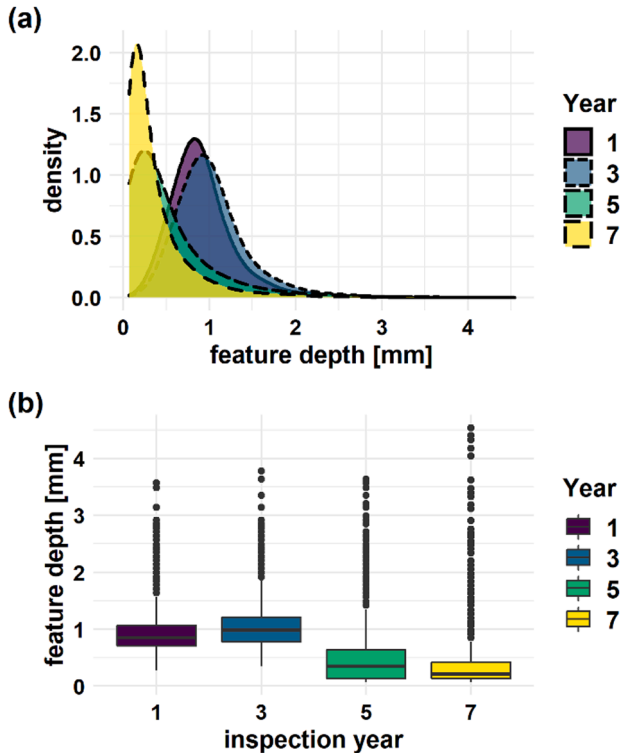 (a)
2.0
1.5
1.0
0.5
0.0
density
0 1 2 3 4
feature depth [mm]
Year
1
3
5
7
(b)
4
3
2
1
0
feature depth [mm]
1 3 5 7
inspection year
Year
1
3
5
7